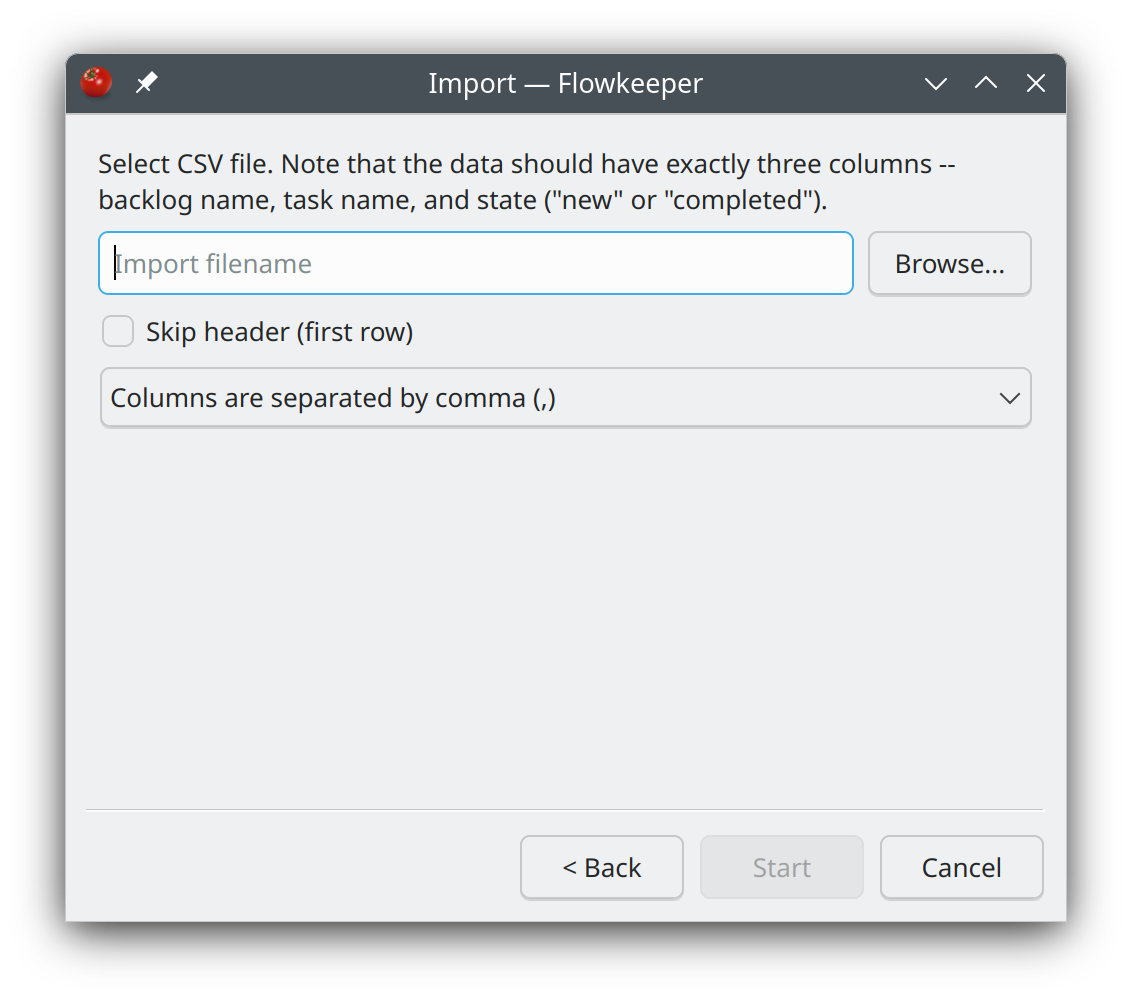 Import — Flowkeeper
Select CSV file. Note that the data should have exactly three columns --
backlog name, task name, and state ("new" or "completed").
Import filename
Browse...
Skip header (first row)
Columns are separated by comma (,)
< Back
Start
Cancel